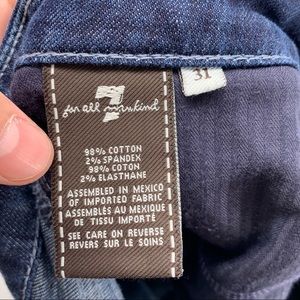 31
7
for all mankind
98% COTTON
2% SPANDEX
98% COTON
2% ELASTHANE
ASSEMBLED IN MEXICO
OF IMPORTED FABRIC
ASSEMBLÉS AU MEXIQUE
DE TISSU IMPORTÉ
SEE CARE ON REVERSE
REVERS SUR LE SOINS